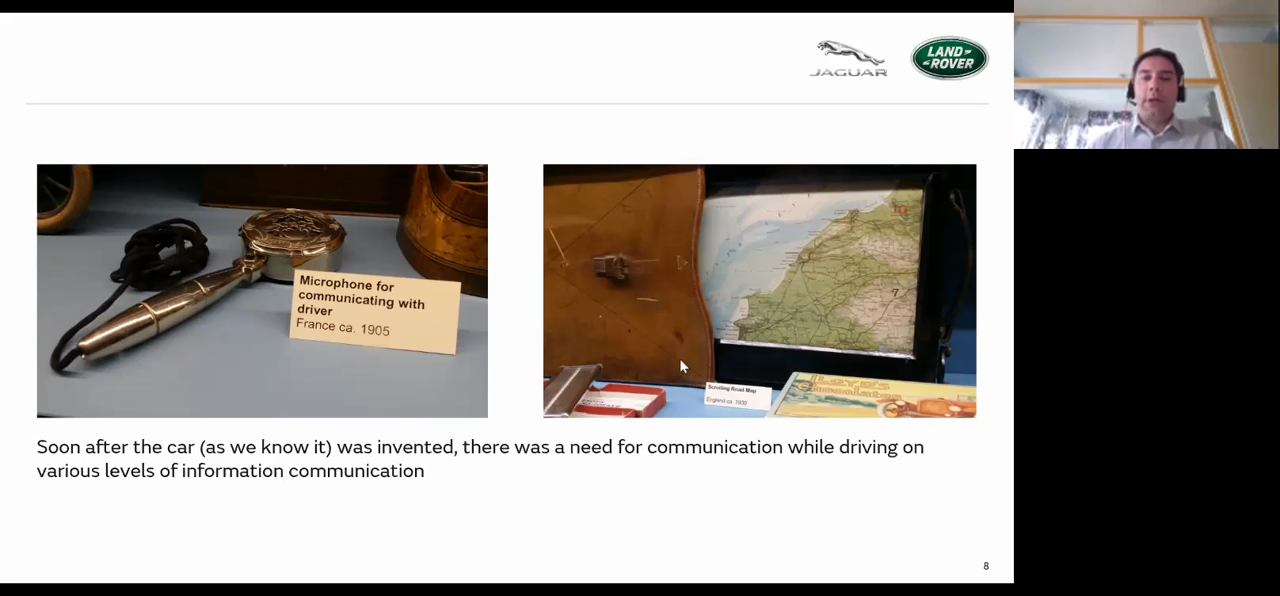 JAGUAR
LAND
ROVER
Microphone for
communicating with
driver
France ca. 1905
7
Scrolling Road Map
England ca. 1930
Soon after the car (as we know it) was invented, there was a need for communication while driving on
various levels of information communication
8